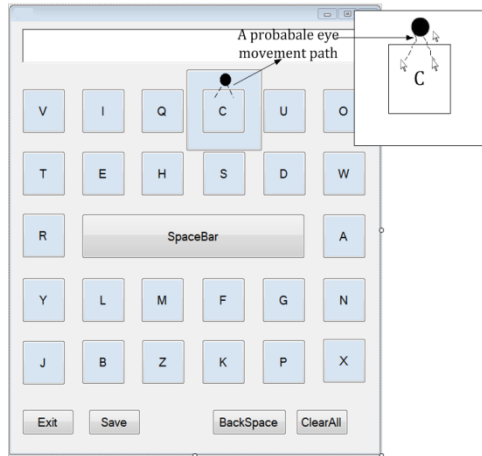 A probabale eye
movement path
C
V I Q C U O
T E H S D W
R SpaceBar A
Y L M F G N
J B Z K P X
Exit Save BackSpace ClearAll